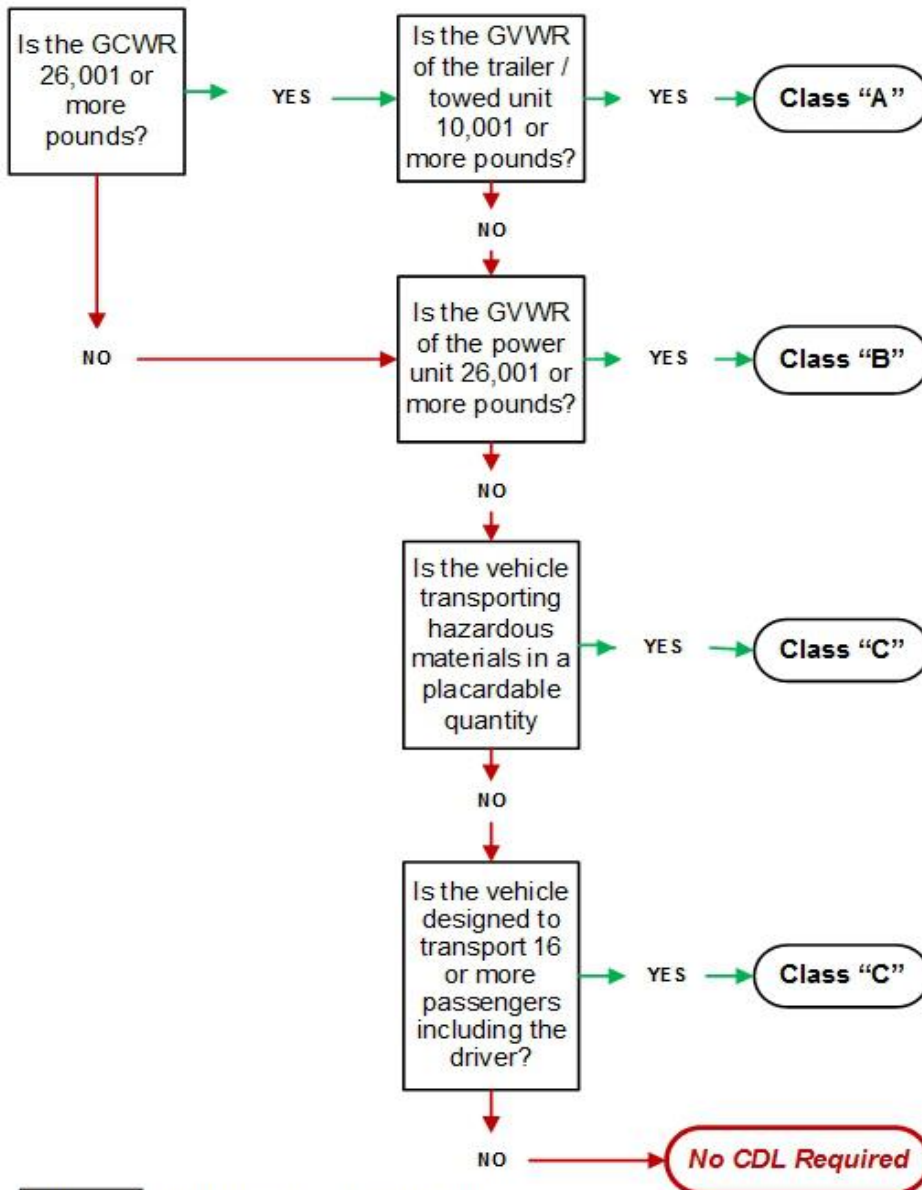 Is the GCWR
26,001 or
more
pounds?
YES
Is the GVWR
of the trailer /
towed unit
10,001 or
more pounds?
YES
Class “A”
NO
NO
Is the GVWR
of the power
unit 26,001 or
more pounds?
YES
Class “B”
NO
Is the vehicle
transporting
hazardous
materials in a
placardable
quantity
YES
Class “C”
NO
Is the vehicle
designed to
transport 16
or more
passengers
including the
driver?
YES
Class “C”
NO
No CDL Required